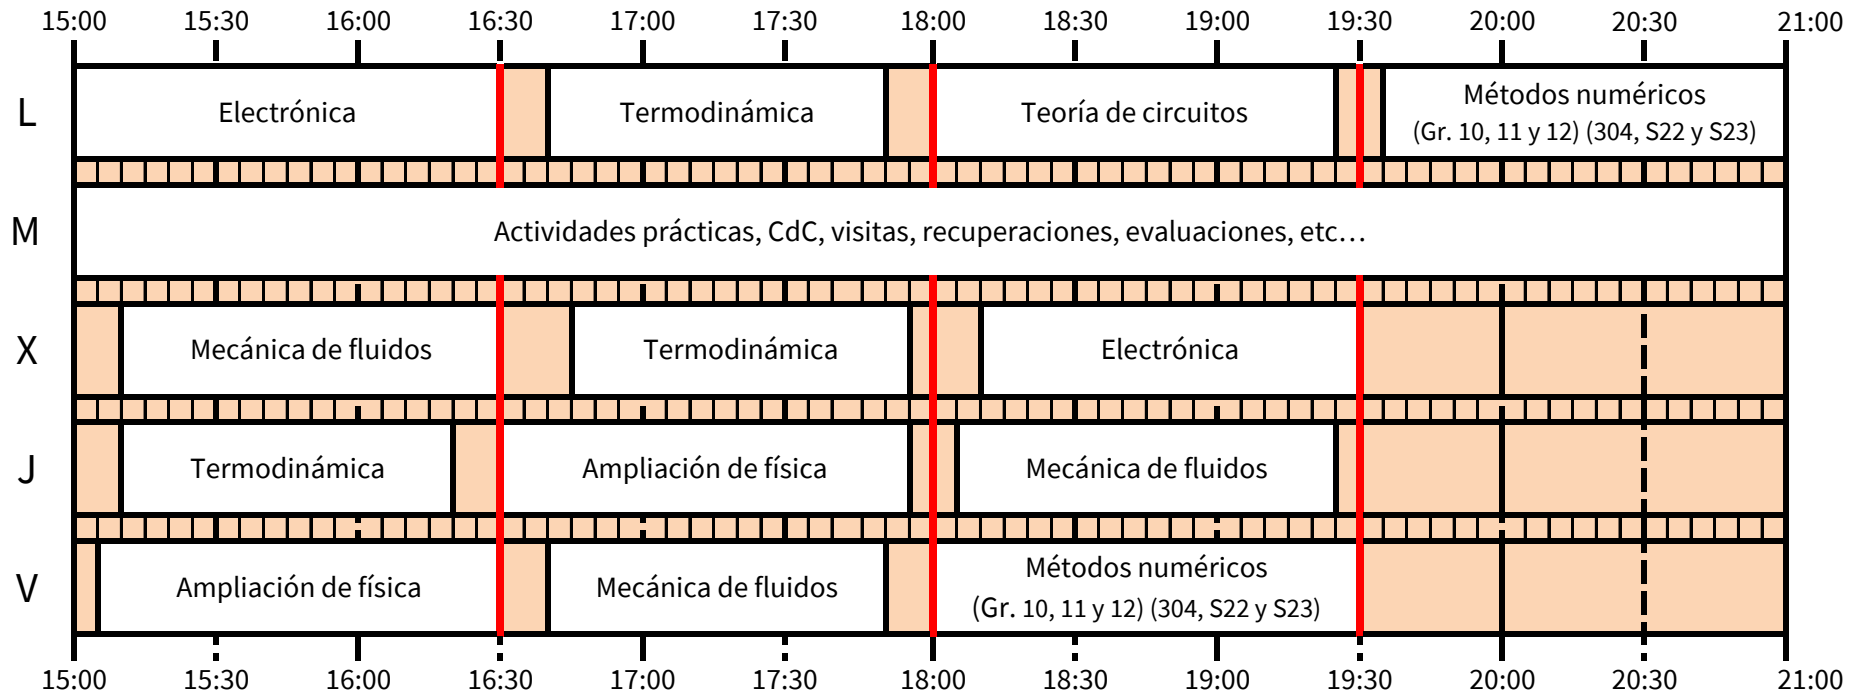 15:00 15:30 16:00 16:30 17:00 17:30 18:00 18:30 19:00 19:30 20:00 20:30 21:00
L Electrónica Termodinámica Teoría de circuitos Métodos numéricos
(Gr. 10, 11 y 12) (304, S22 y S23)
M Actividades prácticas, CdC, visitas, recuperaciones, evaluaciones, etc…
X Mecánica de fluidos Termodinámica Electrónica
J Termodinámica Ampliación de física Mecánica de fluidos
V Ampliación de física Mecánica de fluidos Métodos numéricos
(Gr. 10, 11 y 12) (304, S22 y S23)
15:00 15:30 16:00 16:30 17:00 17:30 18:00 18:30 19:00 19:30 20:00 20:30 21:00